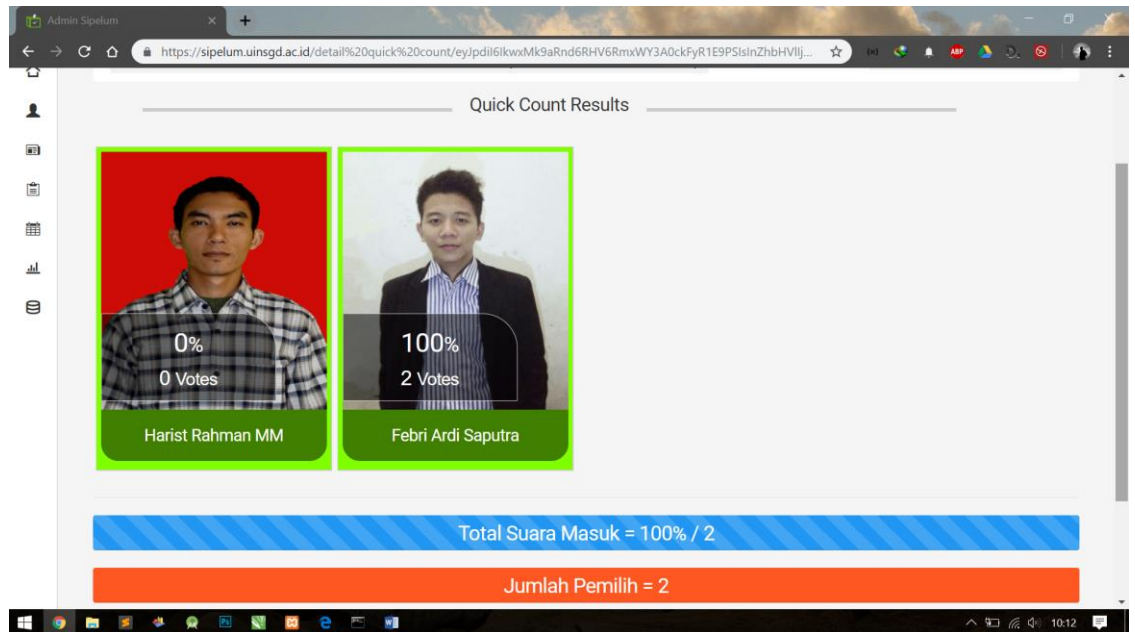 Admin Sipelum
https://sipelum.uinsgd.ac.id/detail%20quick%20count/
Quick Count Results
0%
0 Votes
Harist Rahman MM
100%
2 Votes
Febri Ardi Saputra
Total Suara Masuk = 100% / 2
Jumlah Pemilih = 2
10:12